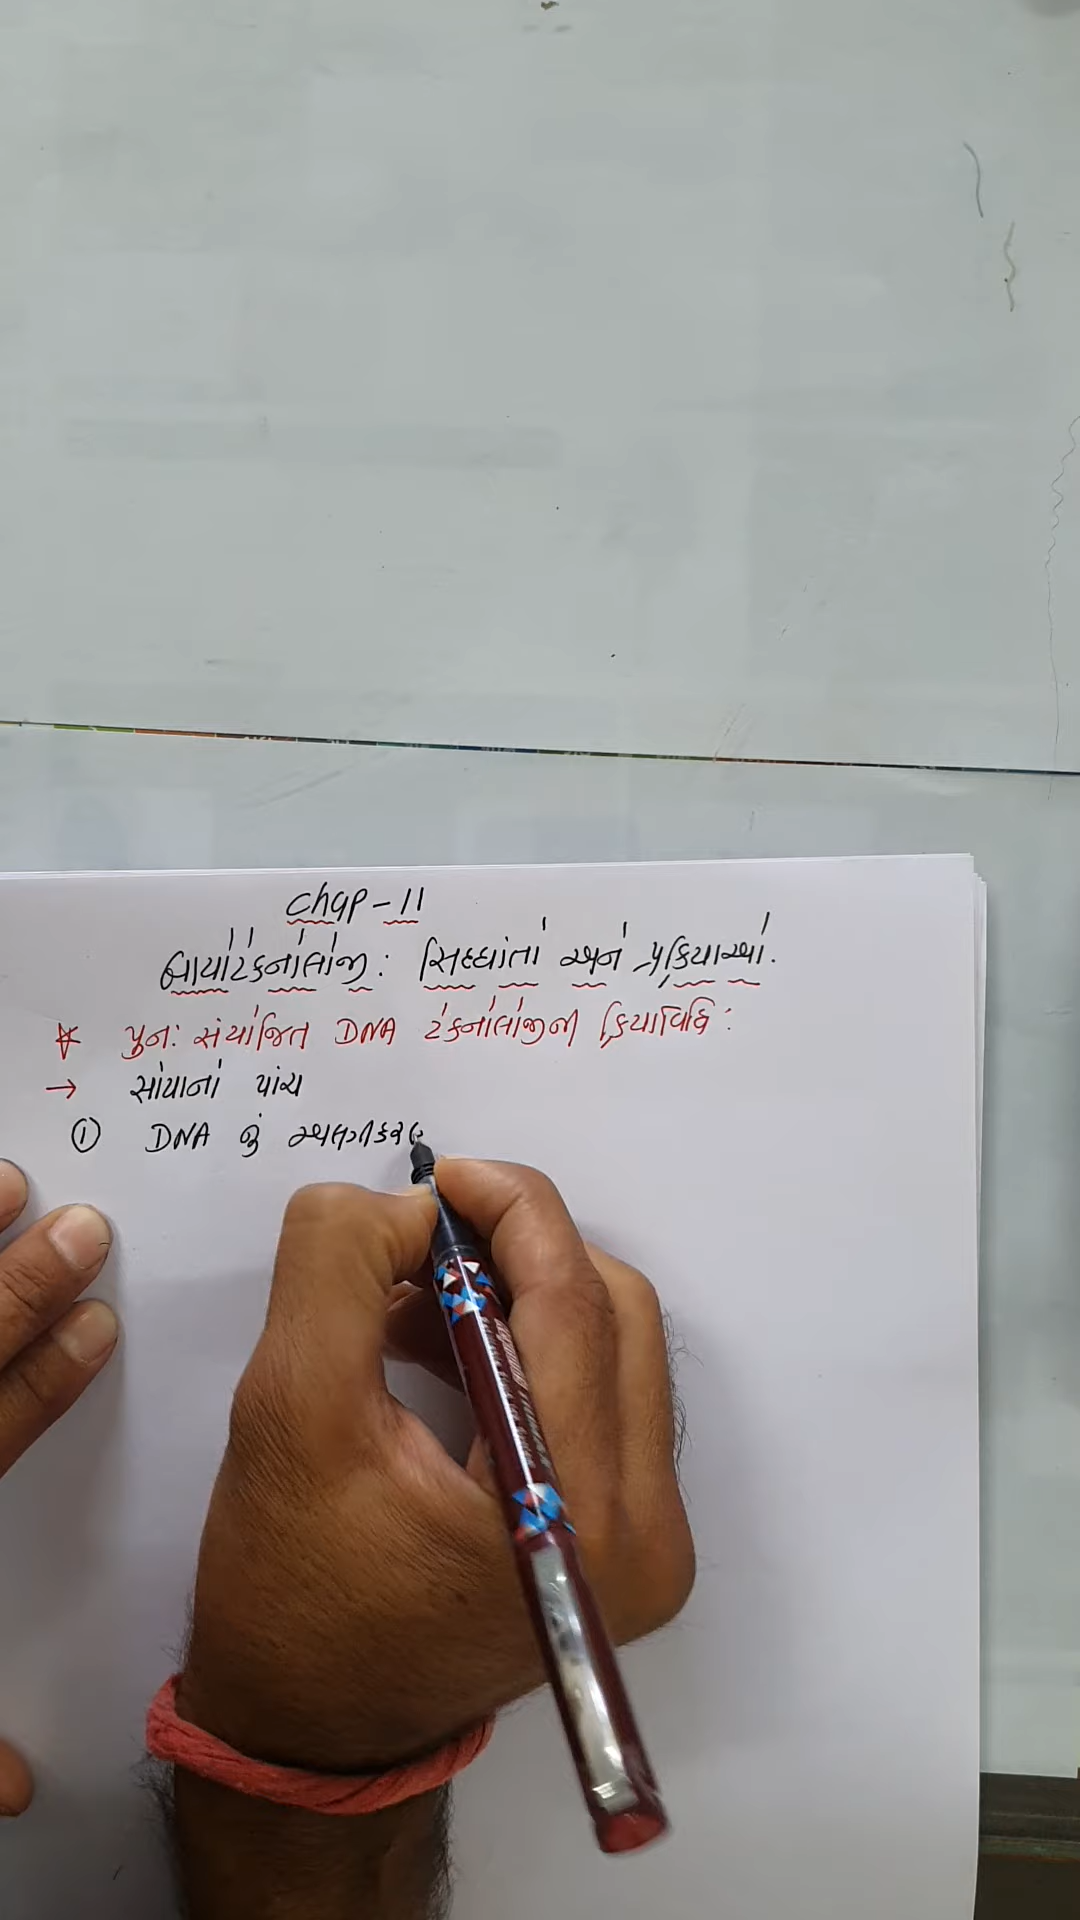 Chap - 11
બાયોટેકનોલોજી : સિધ્ધાંતો અને પ્રક્રિયાઓ.
* પુનઃ સંયોજિત DNA ટેકનોલોજીની ક્રિયાવિધિ :
→ સોપાનો પાંચ
① DNA નું અલગીકરણ